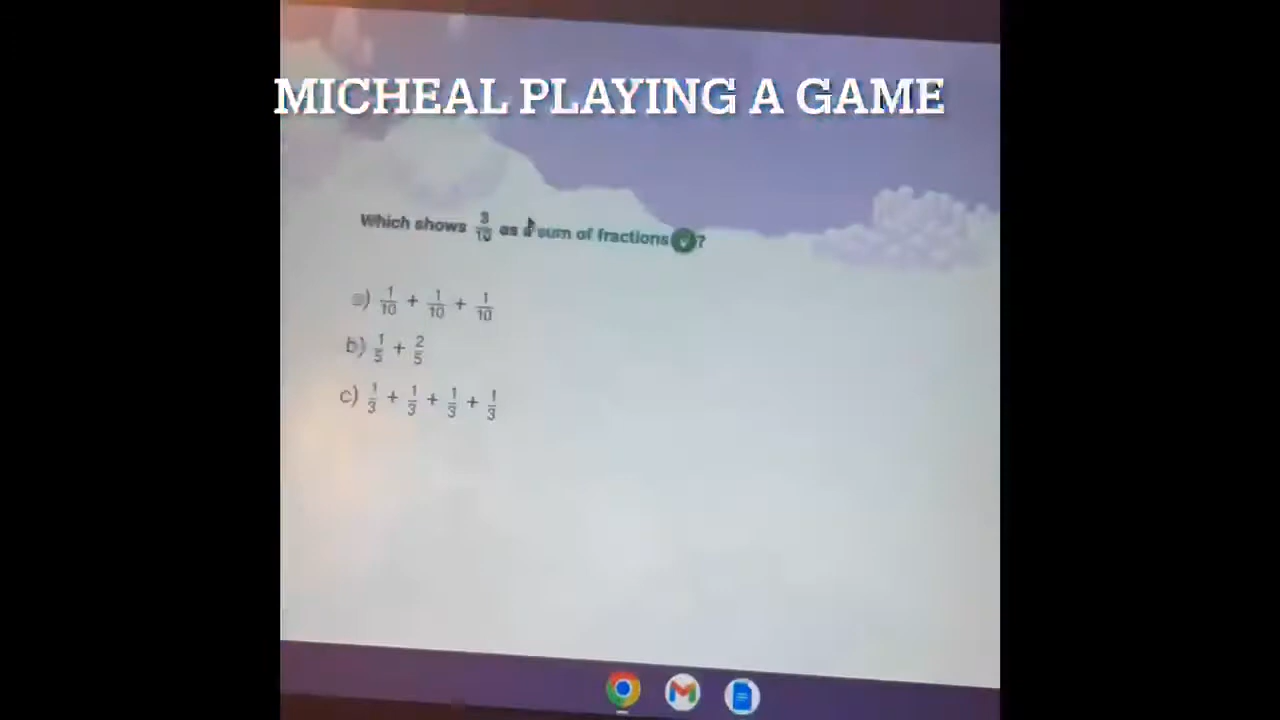 MICHEAL PLAYING A GAME
Which shows 3/10 as a sum of fractions ?
a) 1/10 + 1/10 + 1/10
b) 1/5 + 2/5
c) 1/3 + 1/3 + 1/3 + 1/3